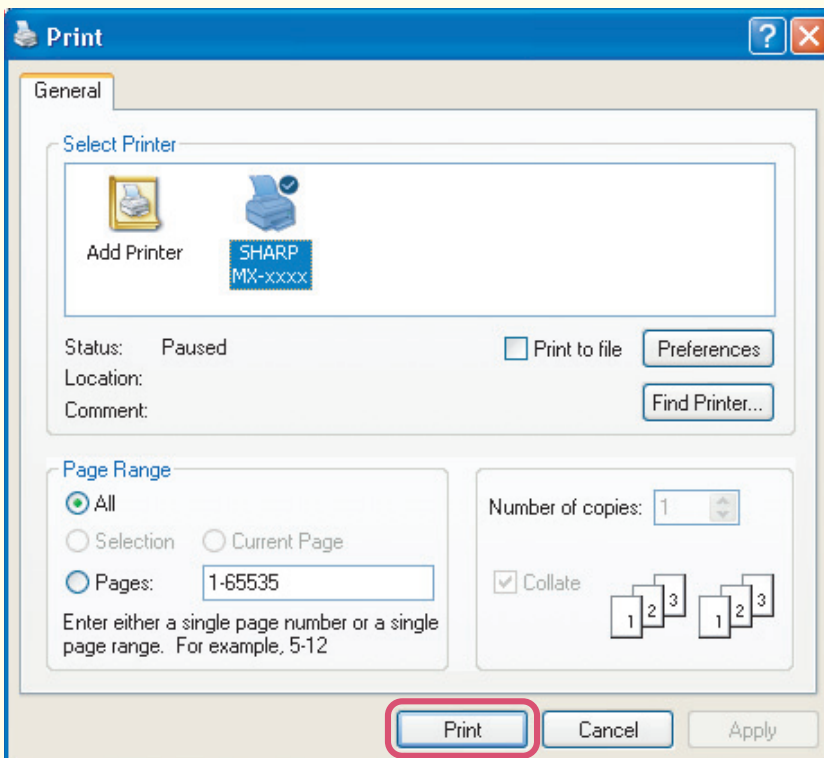 Print
General
Select Printer
Add Printer
SHARP
MX-xxxx
Status: Paused
Print to file
Preferences
Location:
Comment:
Find Printer...
Page Range
All
Selection
Current Page
Pages: 1-65535
Enter either a single page number or a single
page range. For example, 5-12
Number of copies: 1
Collate
1 2 3 1 2 3
Print
Cancel
Apply